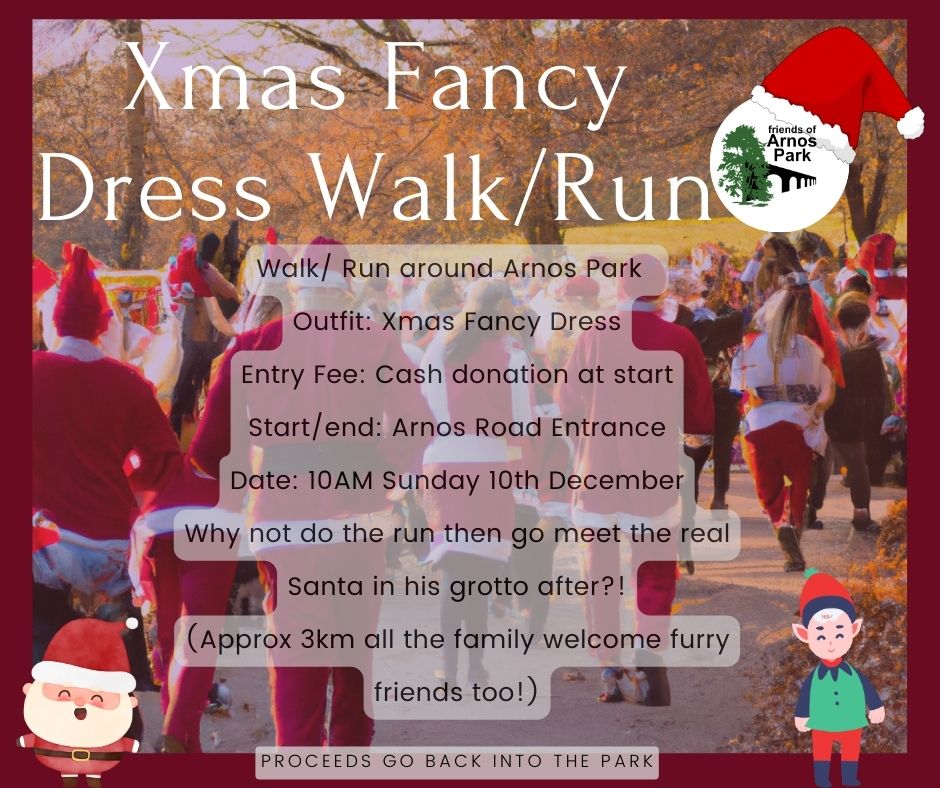 Xmas Fancy
Dress Walk/Run
friends of
Arnos
Park
Walk/ Run around Arnos Park
Outfit: Xmas Fancy Dress
Entry Fee: Cash donation at start
Start/end: Arnos Road Entrance
Date: 10AM Sunday 10th December
Why not do the run then go meet the real
Santa in his grotto after?!
(Approx 3km all the family welcome furry
friends too!)
PROCEEDS GO BACK INTO THE PARK